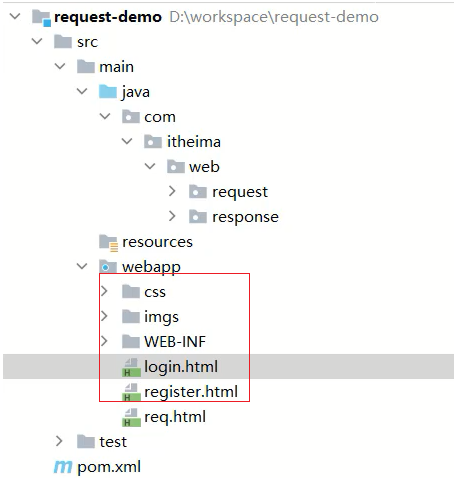 request-demo D:\workspace\request-demo
src
main
java
com
itheima
web
request
response
resources
webapp
css
imgs
WEB-INF
login.html
register.html
req.html
test
pom.xml